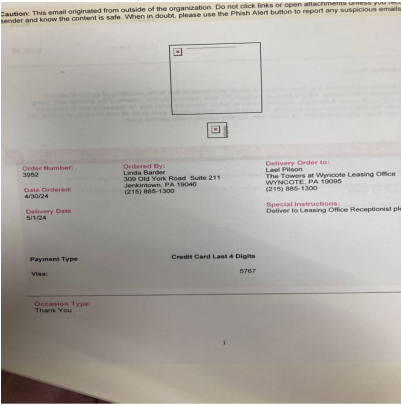 Caution: This email originated from outside of the organization. Do not click links or open attachments unless you
sender and know the content is safe. When in doubt, please use the Phish Alert button to report any suspicious emails
Order Number:
3952
Date Ordered:
4/30/24
Delivery Date
5/1/24
Ordered By:
Linda Barder
309 Old York Road Suite 211
Jenkintown, PA 19046
(215) 885-1300
Delivery Order to:
Lael Pilson
The Towers at Wyncote Leasing Office
WYNCOTE, PA 19095
(215) 885-1300
Special Instructions:
Deliver to Leasing Office Receptionist
Payment Type
Credit Card Last 4 Digits
Visa:
5767
Occasion Type:
Thank You